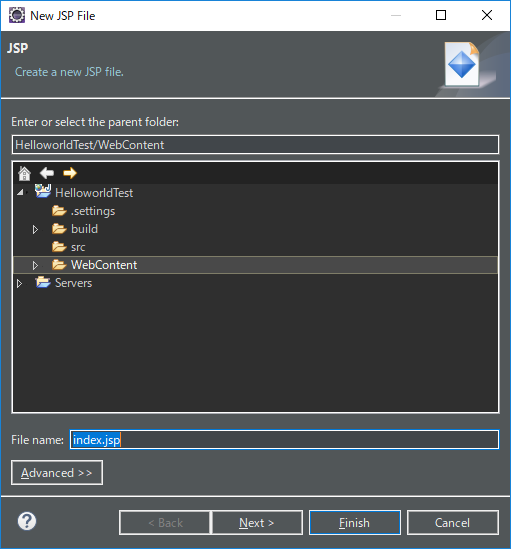 New JSP File
JSP
Create a new JSP file.
Enter or select the parent folder:
HelloworldTest/WebContent
HelloworldTest
.settings
build
src
WebContent
Servers
File name: index.jsp
Advanced >>
< Back Next > Finish Cancel